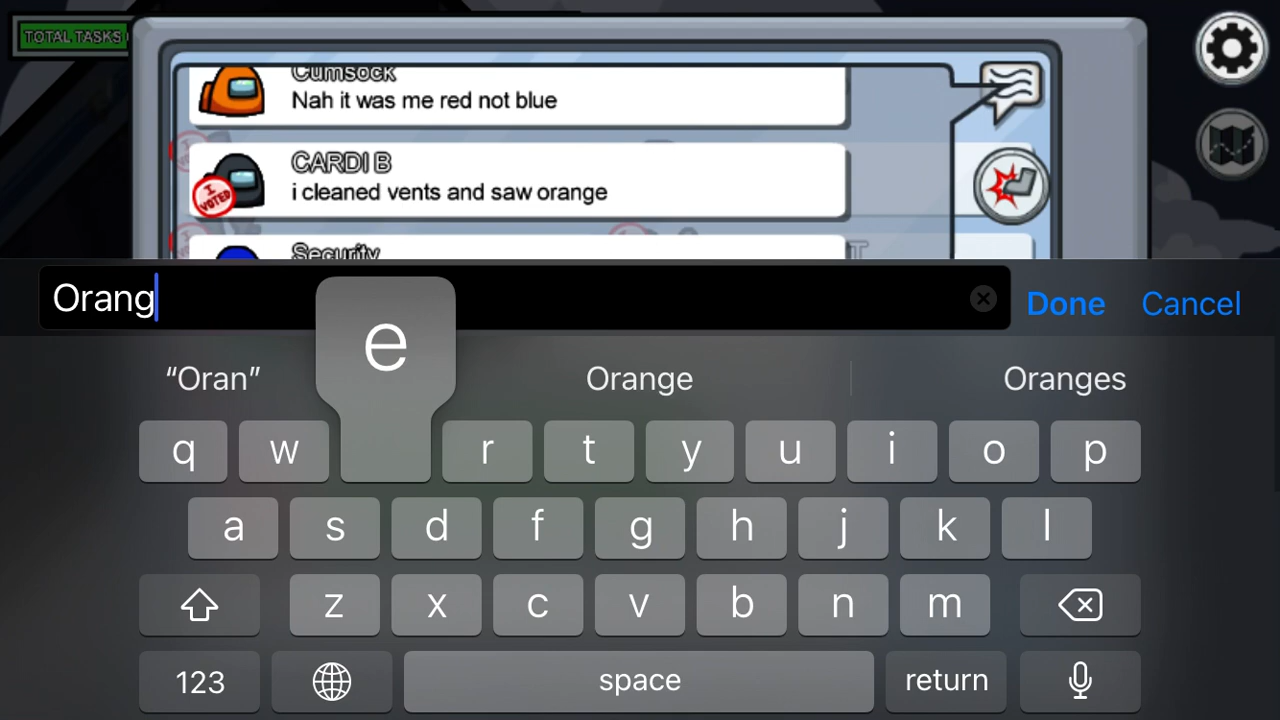 TOTAL TASKS
Cumsock
Nah it was me red not blue
CARDI B
i cleaned vents and saw orange
I VOTED
Security
Orang
Done
Cancel
e
“Oran”
Orange
Oranges
q w r t y u i o p
a s d f g h j k l
z x c v b n m
123
space
return